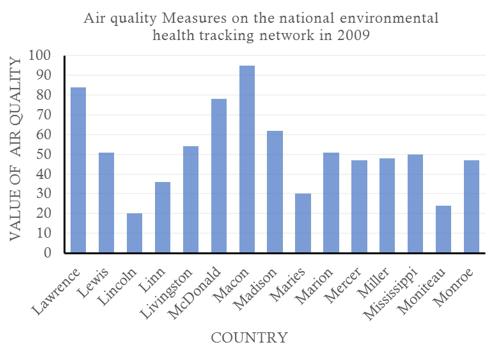 Air quality Measures on the national environmental
health tracking network in 2009
VALUE OF AIR QUALITY
100
90
80
70
60
50
40
30
20
10
0
Lawrence
Lewis
Lincoln
Linn
Livingston
McDonald
Macon
Madison
Maries
Marion
Mercer
Miller
Mississippi
Moniteau
Monroe
COUNTRY